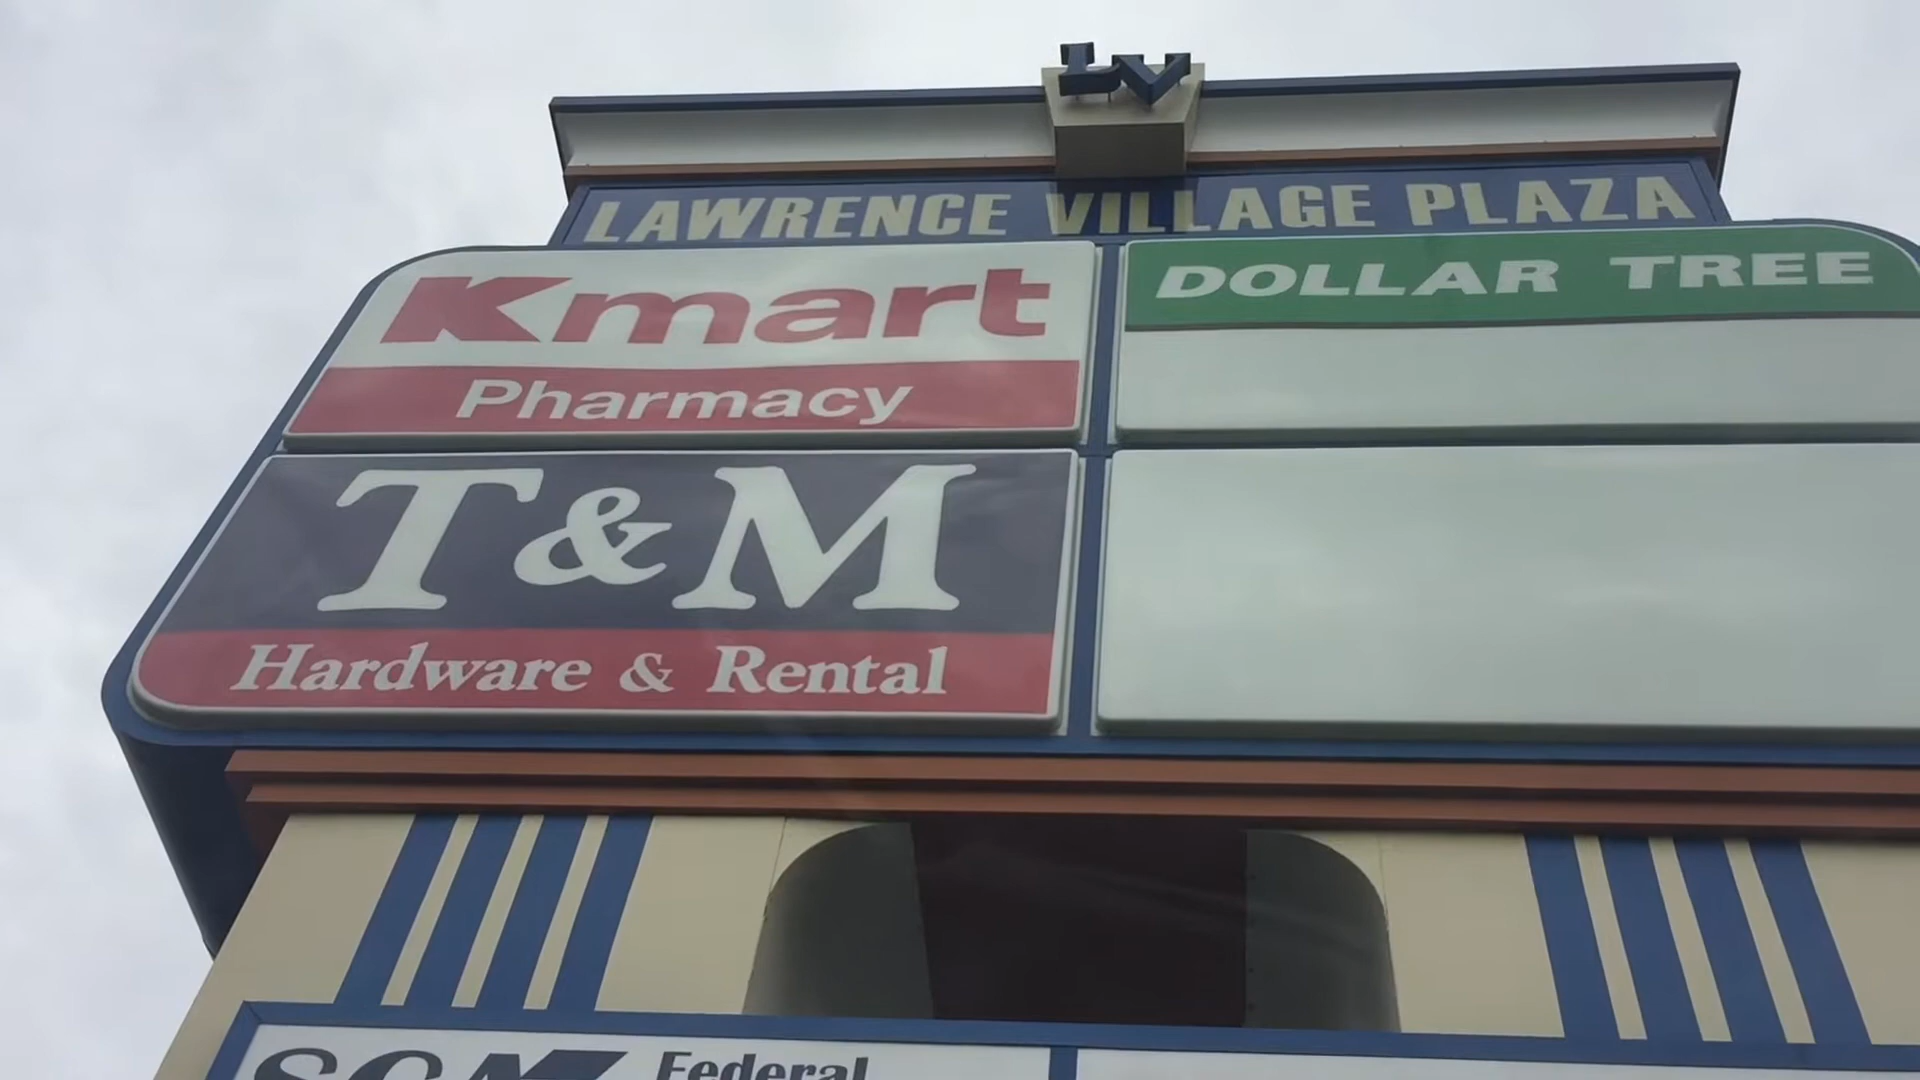 LV
LAWRENCE VILLAGE PLAZA
Kmart
Pharmacy
DOLLAR TREE
T&M
Hardware & Rental
Federal